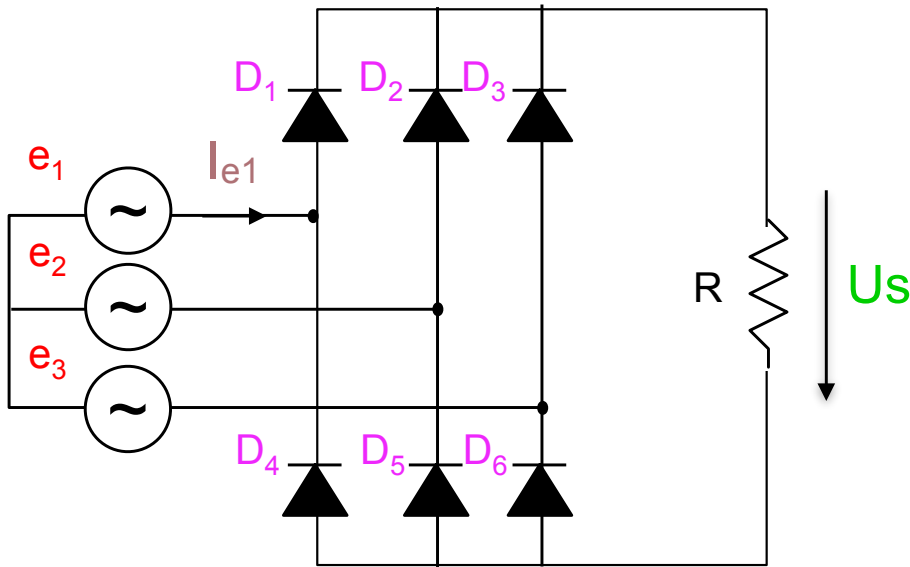 D1 D2 D3
e1 Ie1
~
e2
~
R Us
e3
~
D4 D5 D6